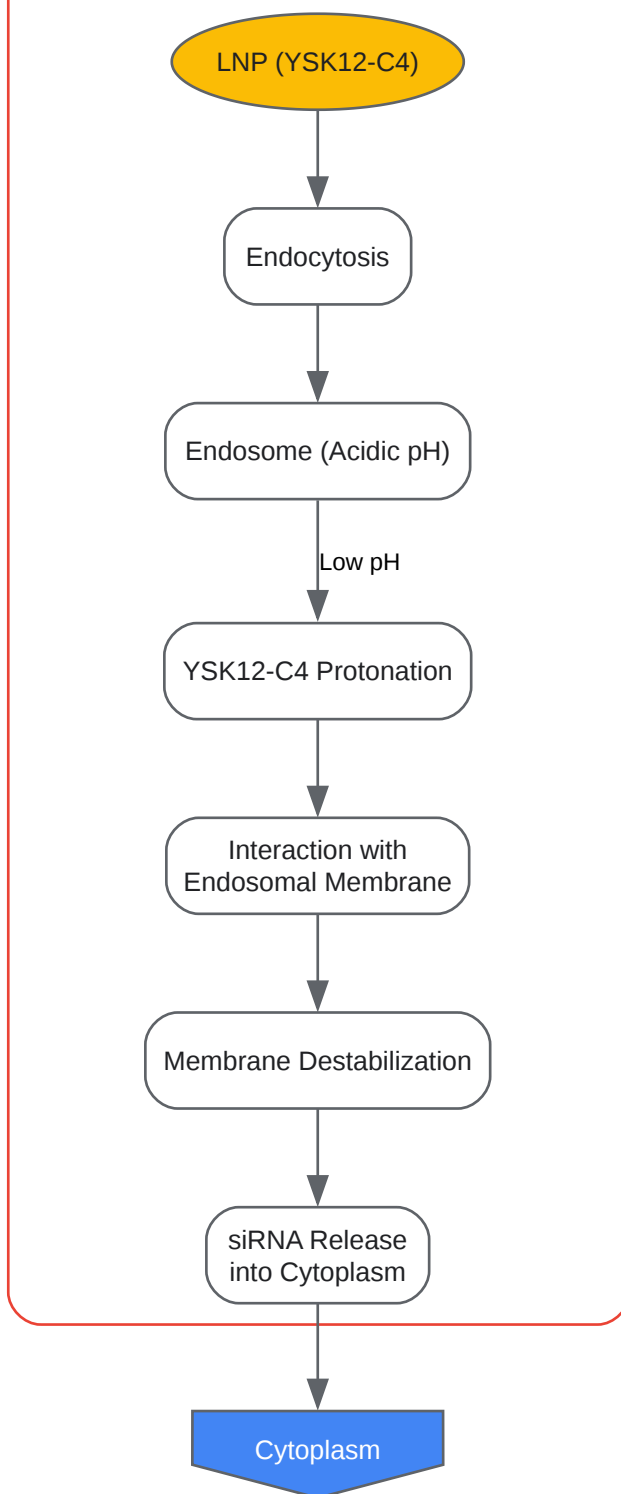 LNP (YSK12-C4)
Endocytosis
Endosome (Acidic pH)
Low pH
YSK12-C4 Protonation
Interaction with
Endosomal Membrane
Membrane Destabilization
siRNA Release
into Cytoplasm
Cytoplasm